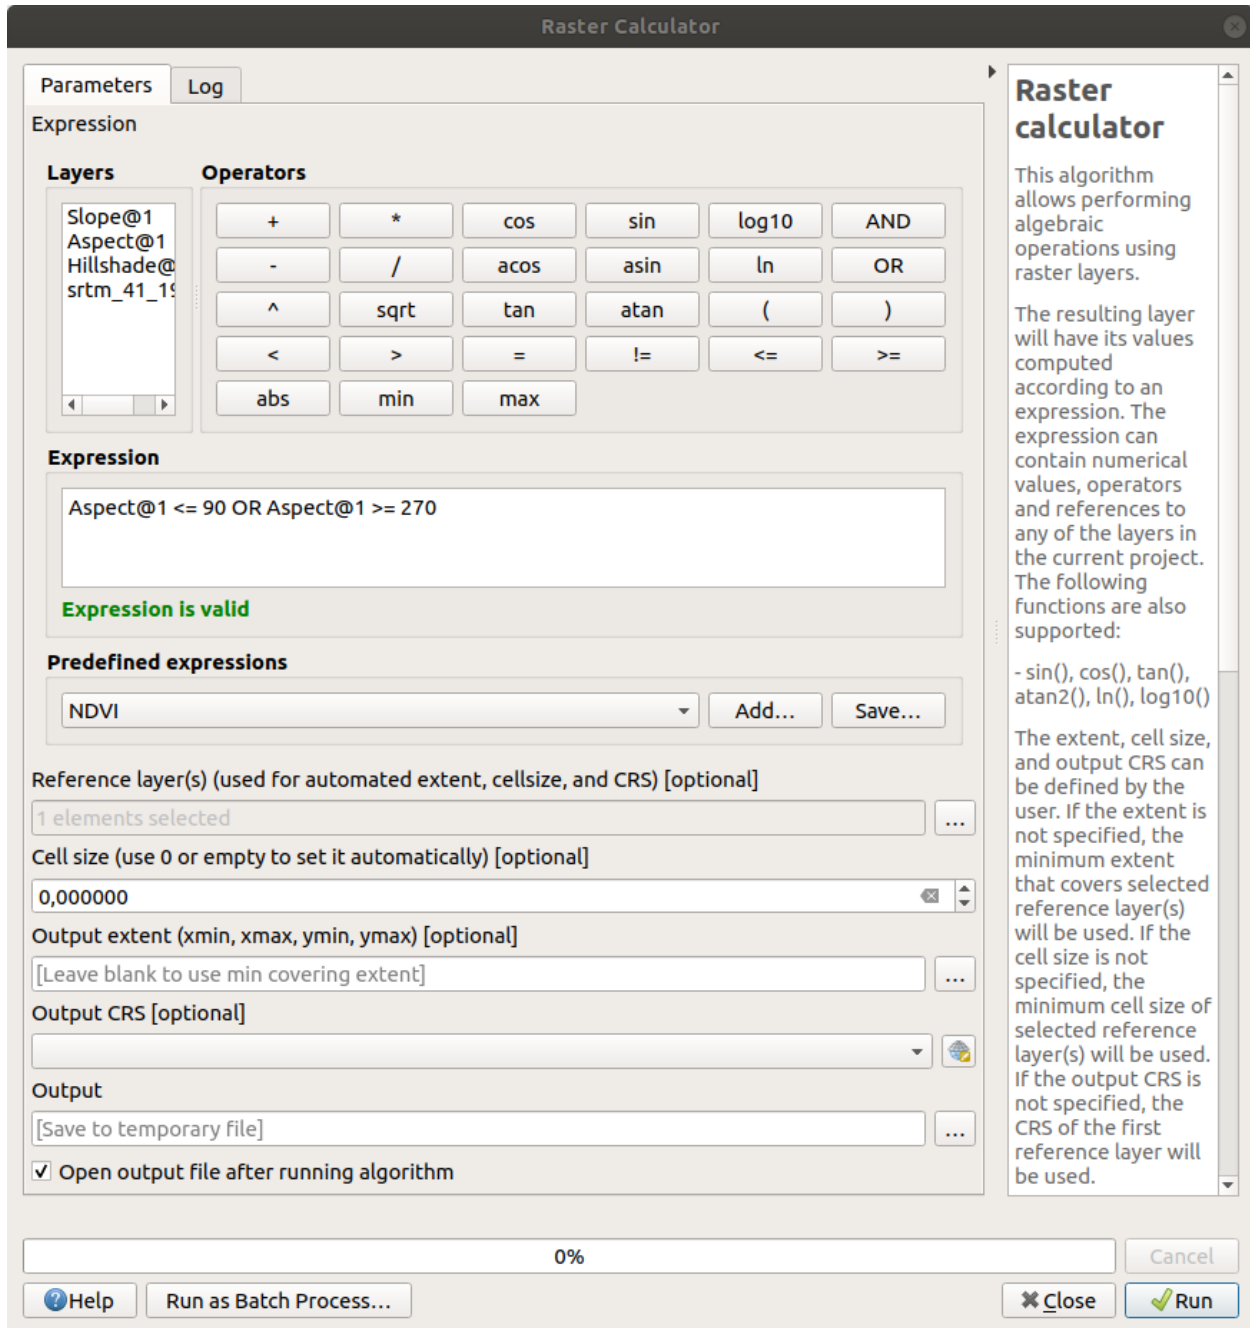 Raster Calculator
Parameters
Log
Expression
Layers
Operators
Slope@1
Aspect@1
Hillshade@
srtm_41_19
+ * cos sin log10 AND
- / acos asin ln OR
^ sqrt tan atan ( )
< > = != <= >=
abs min max
Expression
Aspect@1 <= 90 OR Aspect@1 >= 270
Expression is valid
Predefined expressions
NDVI
Add...
Save...
Reference layer(s) (used for automated extent, cellsize, and CRS) [optional]
1 elements selected
...
Cell size (use 0 or empty to set it automatically) [optional]
0,000000
Output extent (xmin, xmax, ymin, ymax) [optional]
[Leave blank to use min covering extent]
...
Output CRS [optional]
Output
[Save to temporary file]
...
Open output file after running algorithm
Raster
calculator
This algorithm
allows performing
algebraic
operations using
raster layers.
The resulting layer
will have its values
computed
according to an
expression. The
expression can
contain numerical
values, operators
and references to
any of the layers in
the current project.
The following
functions are also
supported:
- sin(), cos(), tan(),
atan2(), ln(), log10()
The extent, cell size,
and output CRS can
be defined by the
user. If the extent is
not specified, the
minimum extent
that covers selected
reference layer(s)
will be used. If the
cell size is not
specified, the
minimum cell size of
selected reference
layer(s) will be used.
If the output CRS is
not specified, the
CRS of the first
reference layer will
be used.
0%
Cancel
Help
Run as Batch Process...
Close
Run